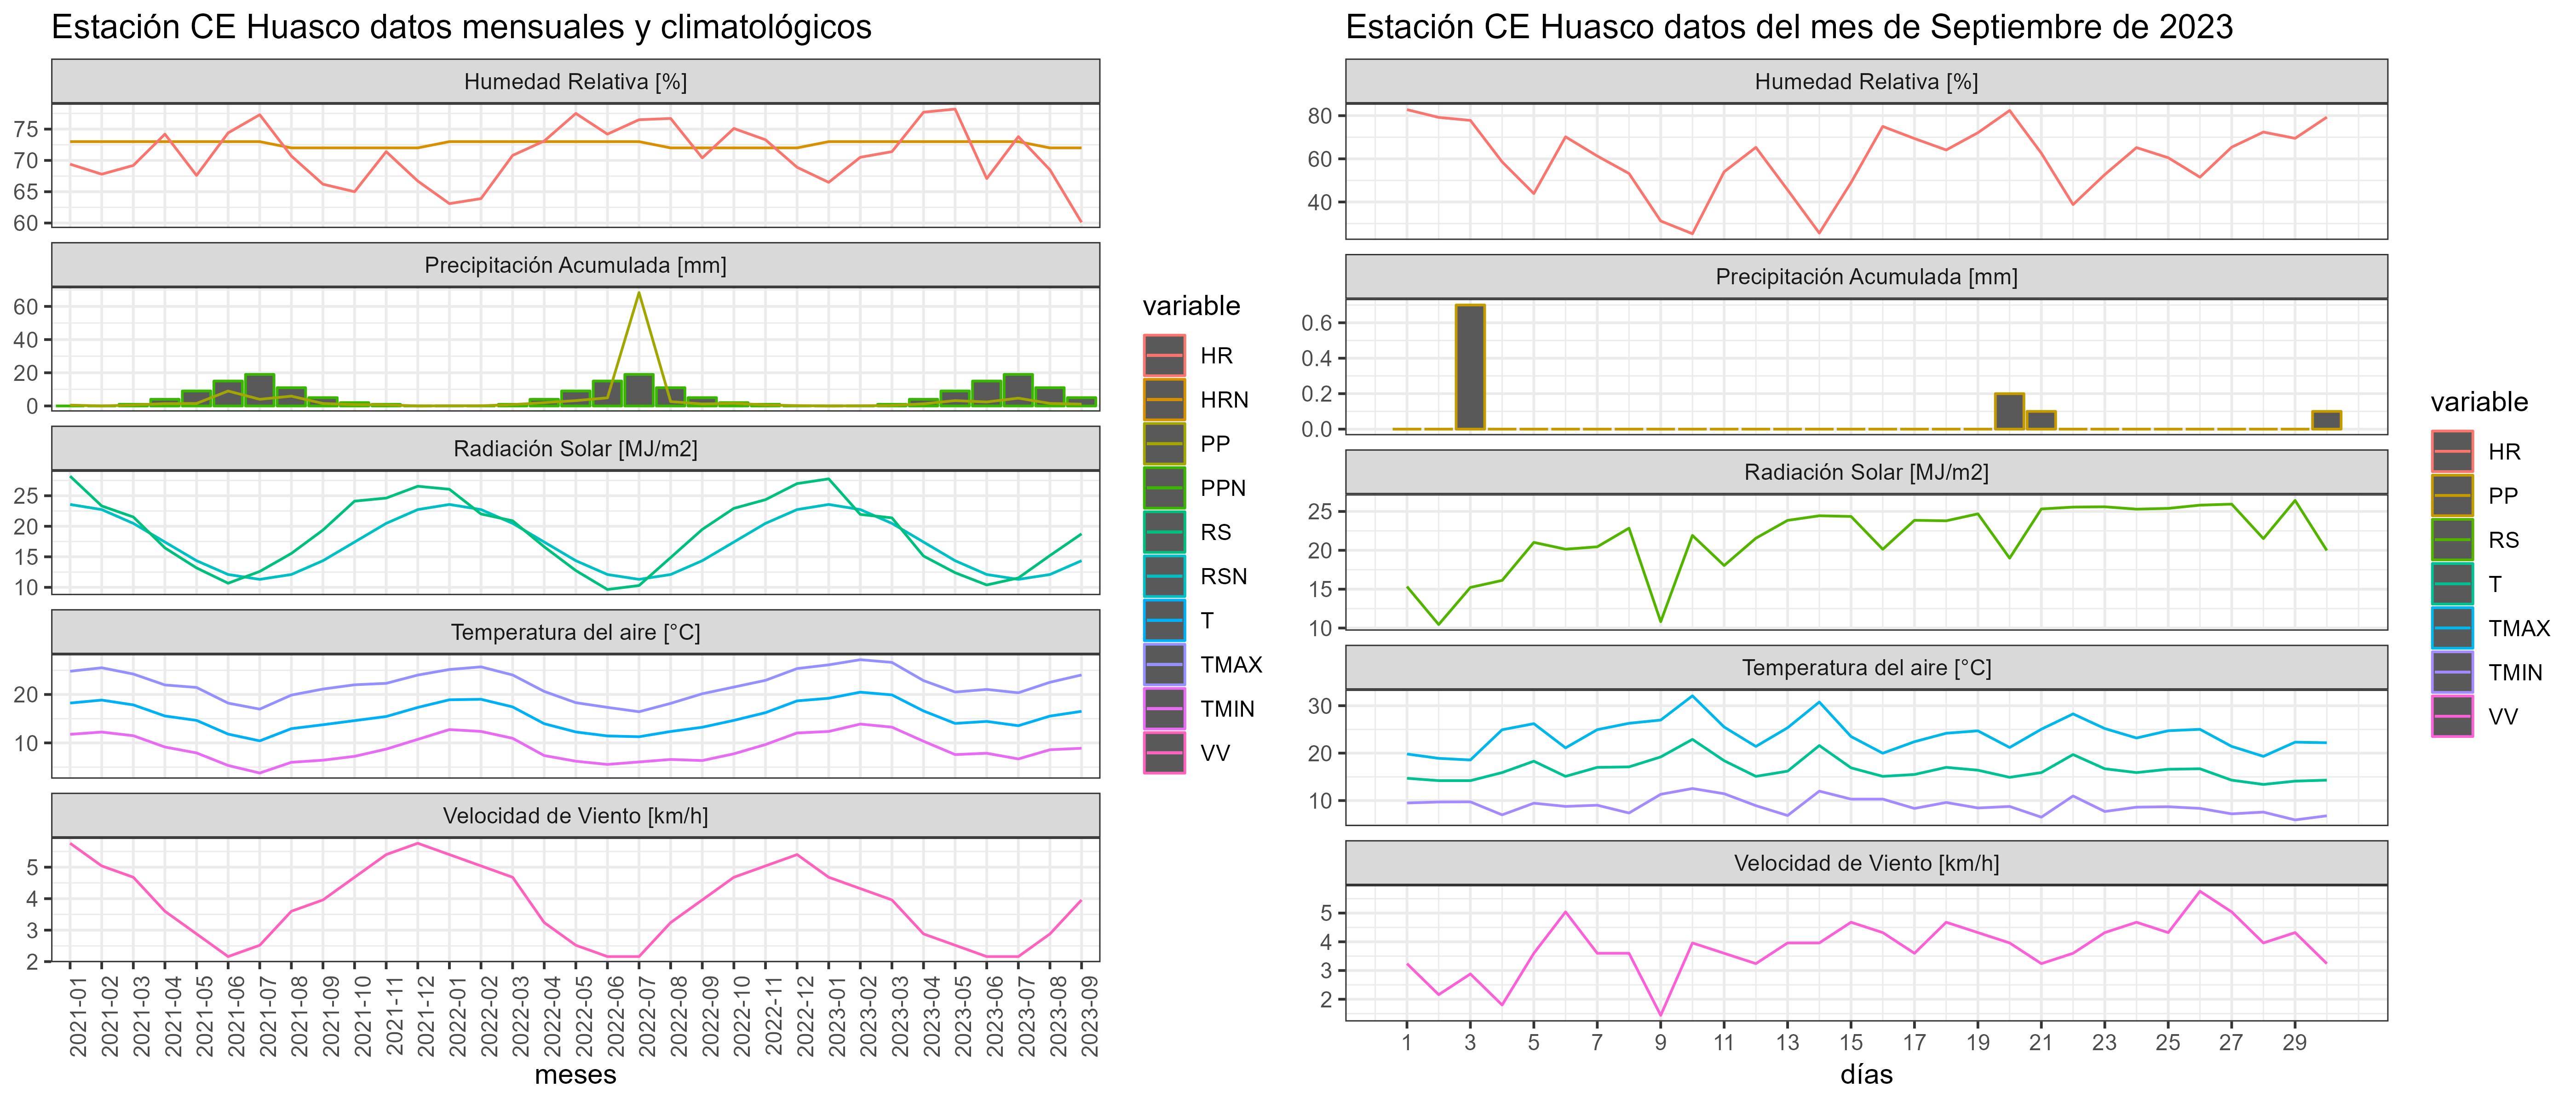 Estación CE Huasco datos mensuales y climatológicos
Humedad Relativa [%]
75
70
65
60
Precipitación Acumulada [mm]
60
40
20
0
Radiación Solar [MJ/m2]
25
20
15
10
Temperatura del aire [°C]
20
10
Velocidad de Viento [km/h]
5
4
3
2
2021-01
2021-02
2021-03
2021-04
2021-05
2021-06
2021-07
2021-08
2021-09
2021-10
2021-11
2021-12
2022-01
2022-02
2022-03
2022-04
2022-05
2022-06
2022-07
2022-08
2022-09
2022-10
2022-11
2022-12
2023-01
2023-02
2023-03
2023-04
2023-05
2023-06
2023-07
2023-08
2023-09
meses
variable
HR
HRN
PP
PPN
RS
RSN
T
TMAX
TMIN
VV
Estación CE Huasco datos del mes de Septiembre de 2023
Humedad Relativa [%]
80
60
40
Precipitación Acumulada [mm]
0.6
0.4
0.2
0.0
Radiación Solar [MJ/m2]
25
20
15
10
Temperatura del aire [°C]
30
20
10
Velocidad de Viento [km/h]
5
4
3
2
1 3 5 7 9 11 13 15 17 19 21 23 25 27 29
días
variable
HR
PP
RS
T
TMAX
TMIN
VV